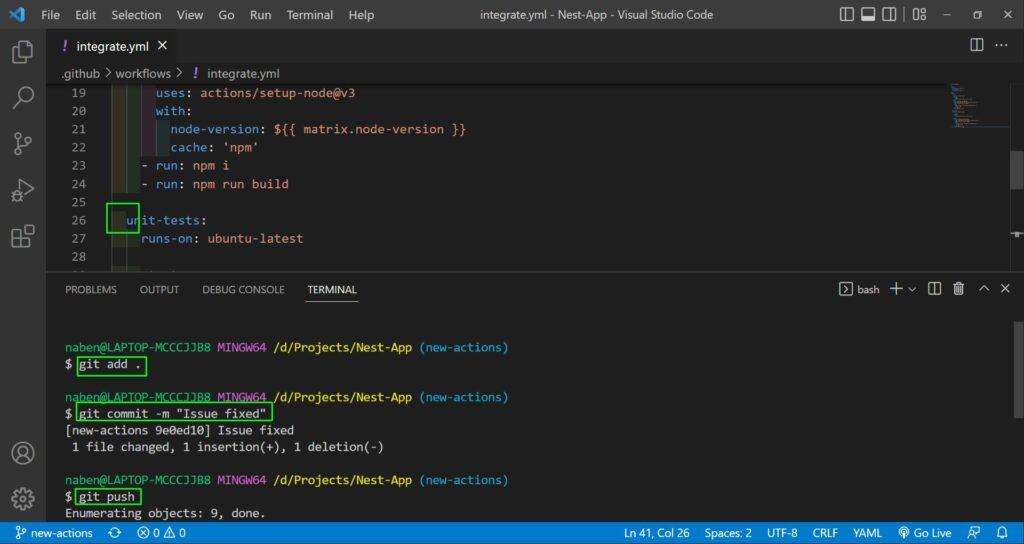 File Edit Selection View Go Run Terminal Help integrate.yml - Nest-App - Visual Studio Code
! integrate.yml
.github > workflows > ! integrate.yml
19 uses: actions/setup-node@v3
20 with:
21 node-version: ${{ matrix.node-version }}
22 cache: 'npm'
23 - run: npm i
24 - run: npm run build
25
26 unit-tests:
27 runs-on: ubuntu-latest
28
PROBLEMS OUTPUT DEBUG CONSOLE TERMINAL bash
naben@LAPTOP-MCCCJJB8 MINGW64 /d/Projects/Nest-App (new-actions)
$ git add .
naben@LAPTOP-MCCCJJB8 MINGW64 /d/Projects/Nest-App (new-actions)
$ git commit -m "Issue fixed"
[new-actions 9e0ed10] Issue fixed
1 file changed, 1 insertion(+), 1 deletion(-)
naben@LAPTOP-MCCCJJB8 MINGW64 /d/Projects/Nest-App (new-actions)
$ git push
Enumerating objects: 9, done.
new-actions 0 0 Ln 41, Col 26 Spaces: 2 UTF-8 CRLF YAML Go Live